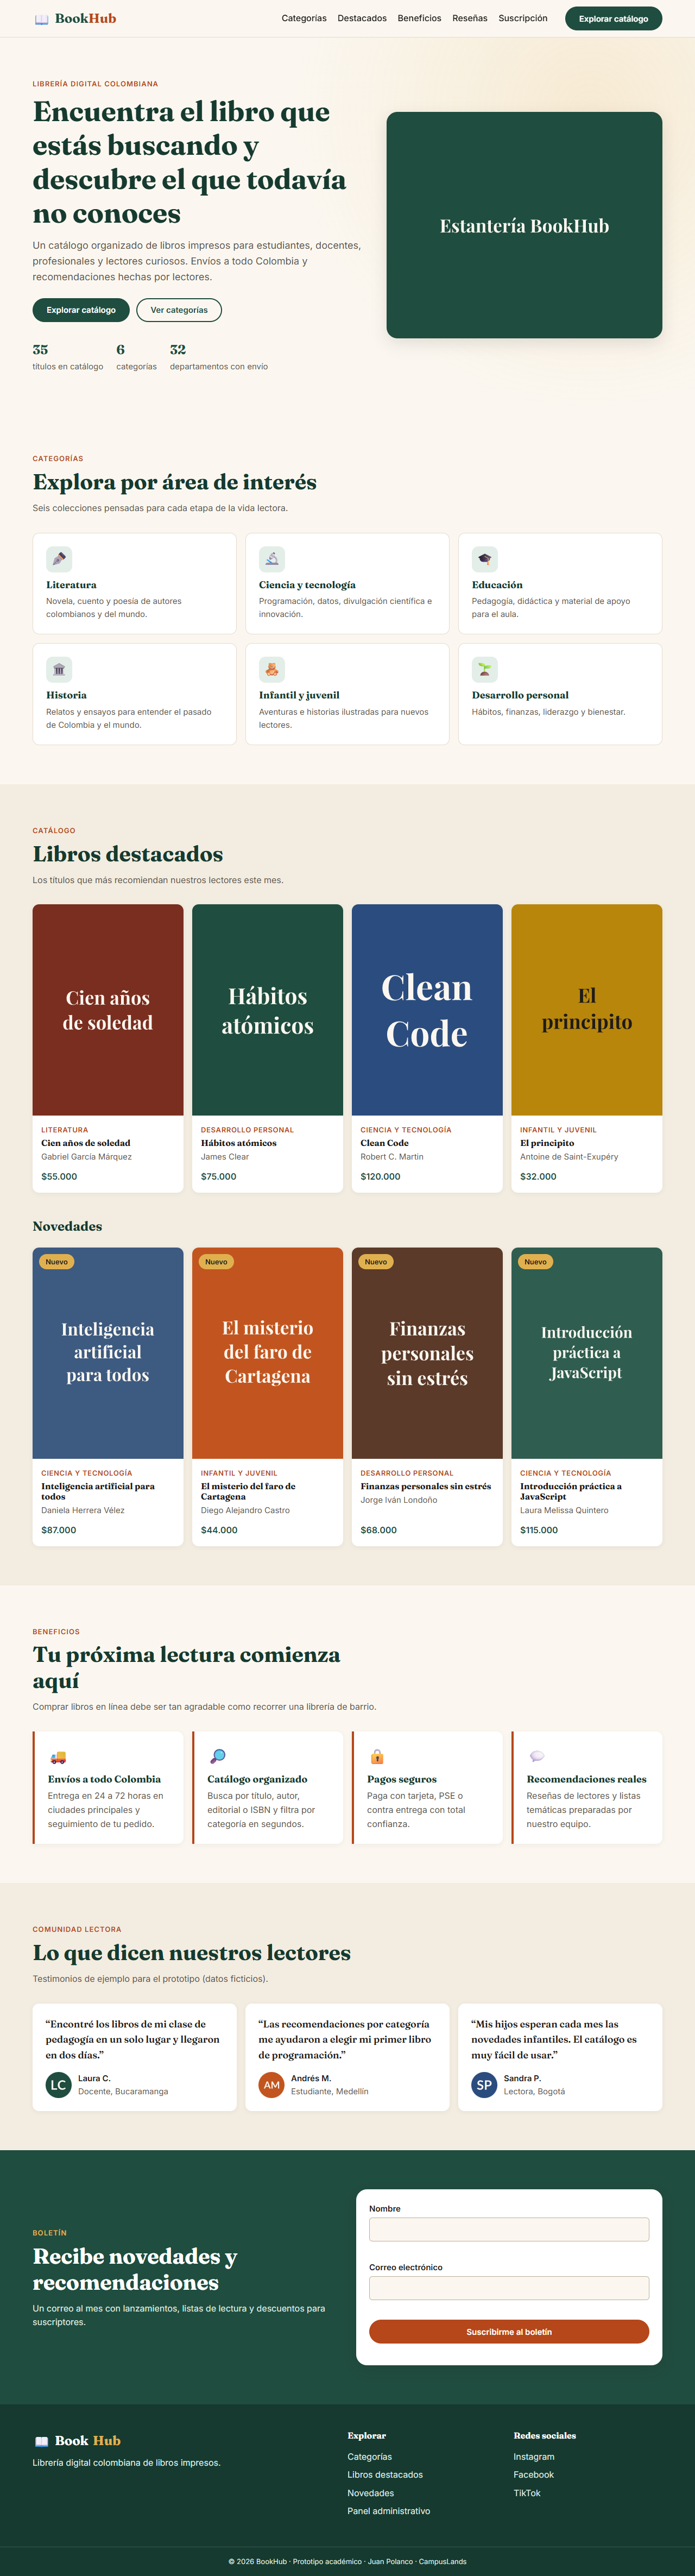 BookHub
Categorías Destacados Beneficios Reseñas Suscripción Explorar catálogo
LIBRERÍA DIGITAL COLOMBIANA
Encuentra el libro que
estás buscando y
descubre el que todavía
no conoces
Un catálogo organizado de libros impresos para estudiantes, docentes,
profesionales y lectores curiosos. Envíos a todo Colombia y
recomendaciones hechas por lectores.
Explorar catálogo Ver categorías
35 6 32
títulos en catálogo categorías departamentos con envío
Estantería BookHub
CATEGORÍAS
Explora por área de interés
Seis colecciones pensadas para cada etapa de la vida lectora.
Literatura
Novela, cuento y poesía de autores
colombianos y del mundo.
Ciencia y tecnología
Programación, datos, divulgación científica e
innovación.
Educación
Pedagogía, didáctica y material de apoyo
para el aula.
Historia
Relatos y ensayos para entender el pasado
de Colombia y el mundo.
Infantil y juvenil
Aventuras e historias ilustradas para nuevos
lectores.
Desarrollo personal
Hábitos, finanzas, liderazgo y bienestar.
CATÁLOGO
Libros destacados
Los títulos que más recomiendan nuestros lectores este mes.
Cien años
de soledad
LITERATURA
Cien años de soledad
Gabriel García Márquez
$55.000
Hábitos
atómicos
DESARROLLO PERSONAL
Hábitos atómicos
James Clear
$75.000
Clean
Code
CIENCIA Y TECNOLOGÍA
Clean Code
Robert C. Martin
$120.000
El
principito
INFANTIL Y JUVENIL
El principito
Antoine de Saint-Exupéry
$32.000
Novedades
Nuevo
Inteligencia
artificial
para todos
CIENCIA Y TECNOLOGÍA
Inteligencia artificial para
todos
Daniela Herrera Vélez
$87.000
Nuevo
El misterio
del faro de
Cartagena
INFANTIL Y JUVENIL
El misterio del faro de
Cartagena
Diego Alejandro Castro
$44.000
Nuevo
Finanzas
personales
sin estrés
DESARROLLO PERSONAL
Finanzas personales sin estrés
Jorge Iván Londoño
$68.000
Nuevo
Introducción
práctica a
JavaScript
CIENCIA Y TECNOLOGÍA
Introducción práctica a
JavaScript
Laura Melissa Quintero
$115.000
BENEFICIOS
Tu próxima lectura comienza
aquí
Comprar libros en línea debe ser tan agradable como recorrer una librería de barrio.
Envíos a todo Colombia
Entrega en 24 a 72 horas en
ciudades principales y
seguimiento de tu pedido.
Catálogo organizado
Busca por título, autor,
editorial o ISBN y filtra por
categoría en segundos.
Pagos seguros
Paga con tarjeta, PSE o
contra entrega con total
confianza.
Recomendaciones reales
Reseñas de lectores y listas
temáticas preparadas por
nuestro equipo.
COMUNIDAD LECTORA
Lo que dicen nuestros lectores
Testimonios de ejemplo para el prototipo (datos ficticios).
“Encontré los libros de mi clase de
pedagogía en un solo lugar y llegaron
en dos días.”
LC
Laura C.
Docente, Bucaramanga
“Las recomendaciones por categoría
me ayudaron a elegir mi primer libro
de programación.”
AM
Andrés M.
Estudiante, Medellín
“Mis hijos esperan cada mes las
novedades infantiles. El catálogo es
muy fácil de usar.”
SP
Sandra P.
Lectora, Bogotá
BOLETÍN
Recibe novedades y
recomendaciones
Un correo al mes con lanzamientos, listas de lectura y descuentos para
suscriptores.
Nombre
Correo electrónico
Suscribirme al boletín
Book Hub
Librería digital colombiana de libros impresos.
Explorar
Categorías
Libros destacados
Novedades
Panel administrativo
Redes sociales
Instagram
Facebook
TikTok
© 2026 BookHub · Prototipo académico · Juan Polanco · CampusLands